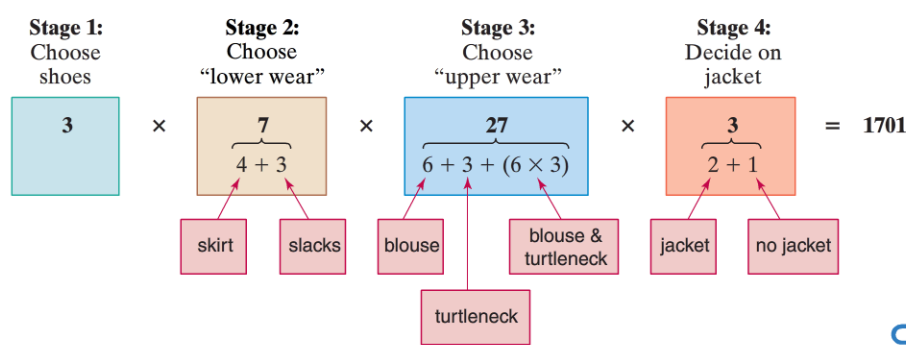 Stage 1:
Choose
shoes
Stage 2:
Choose
“lower wear”
Stage 3:
Choose
“upper wear”
Stage 4:
Decide on
jacket
3 × 7 × 27 × 3 = 1701
4 + 3
6 + 3 + (6 × 3)
2 + 1
skirt
slacks
blouse
blouse &
turtleneck
jacket
no jacket
turtleneck